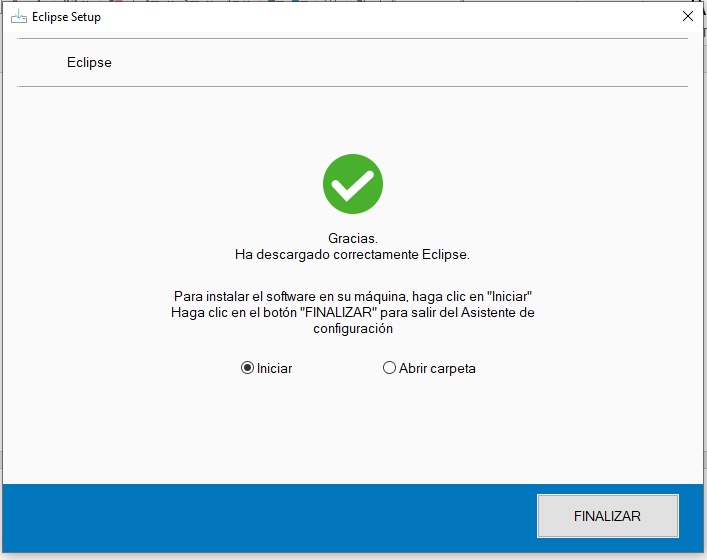 Eclipse Setup
Eclipse
Gracias.
Ha descargado correctamente Eclipse.
Para instalar el software en su máquina, haga clic en "Iniciar"
Haga clic en el botón "FINALIZAR" para salir del Asistente de
configuración
Iniciar
Abrir carpeta
FINALIZAR